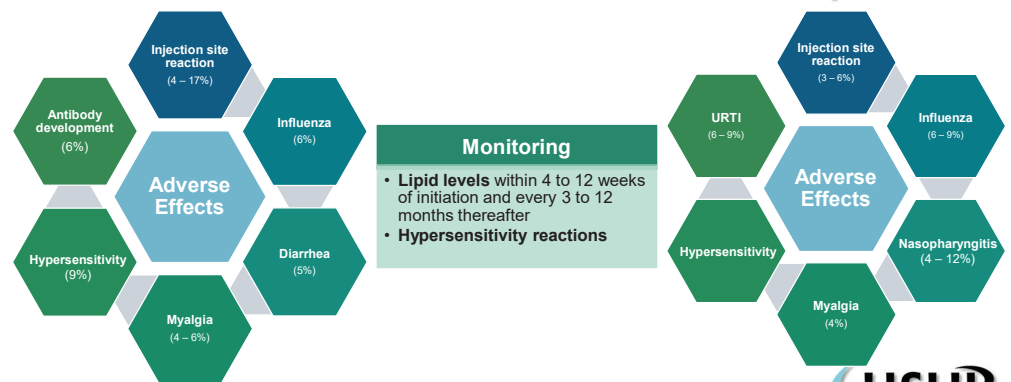 Injection site
reaction
(4 – 17%)
Antibody
development
(6%)
Influenza
(6%)
Adverse
Effects
Hypersensitivity
(9%)
Diarrhea
(5%)
Myalgia
(4 – 6%)
Monitoring
• Lipid levels within 4 to 12 weeks
of initiation and every 3 to 12
months thereafter
• Hypersensitivity reactions
Injection site
reaction
(3 – 6%)
URTI
(6 – 9%)
Influenza
(6 – 9%)
Adverse
Effects
Hypersensitivity
Nasopharyngitis
(4 – 12%)
Myalgia
(4%)